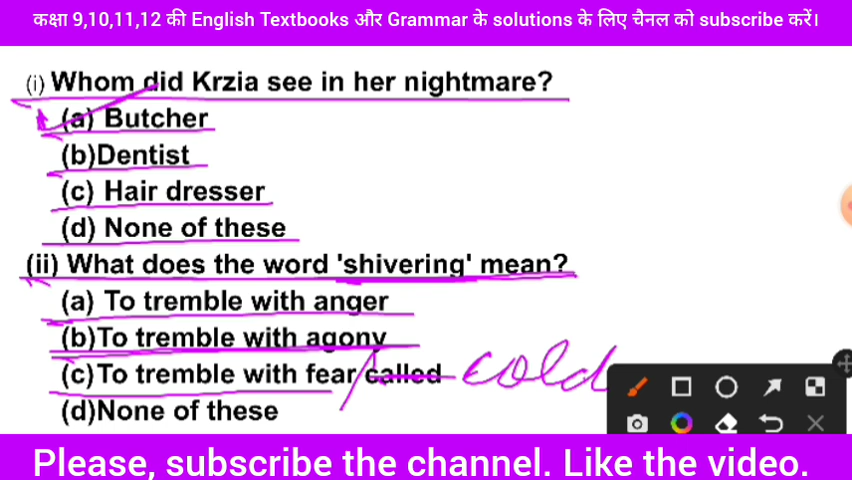 कक्षा 9,10,11,12 की English Textbooks और Grammar के solutions के लिए चैनल को subscribe करें।
(i) Whom did Krzia see in her nightmare?
(a) Butcher
(b)Dentist
(c) Hair dresser
(d) None of these
(ii) What does the word 'shivering' mean?
(a) To tremble with anger
(b)To tremble with agony
(c)To tremble with fear/called cold
(d)None of these
Please, subscribe the channel. Like the video.